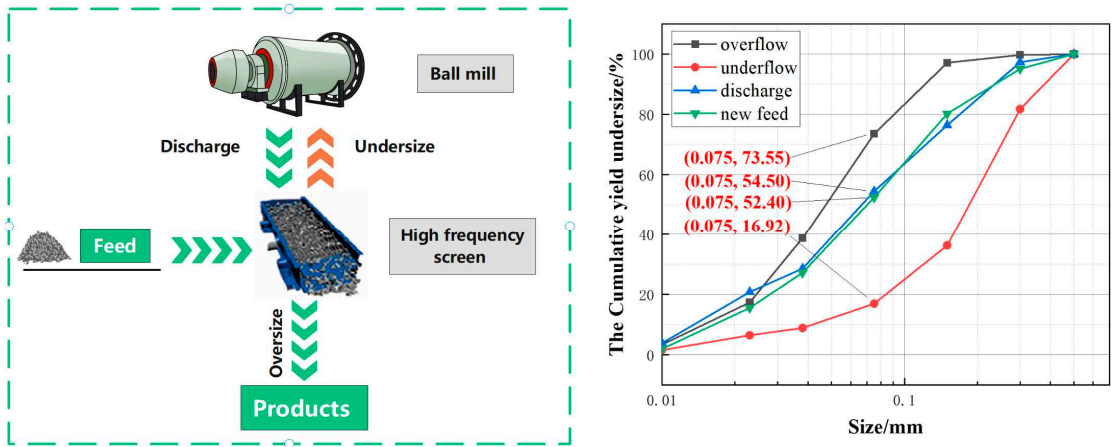 Ball mill
Discharge
Undersize
Feed
High frequency
screen
Oversize
Products
The Cumulative yield undersize/%
100
80
60
40
20
0
overflow
underflow
discharge
new feed
(0.075, 73.55)
(0.075, 54.50)
(0.075, 52.40)
(0.075, 16.92)
0.01
0.1
Size/mm